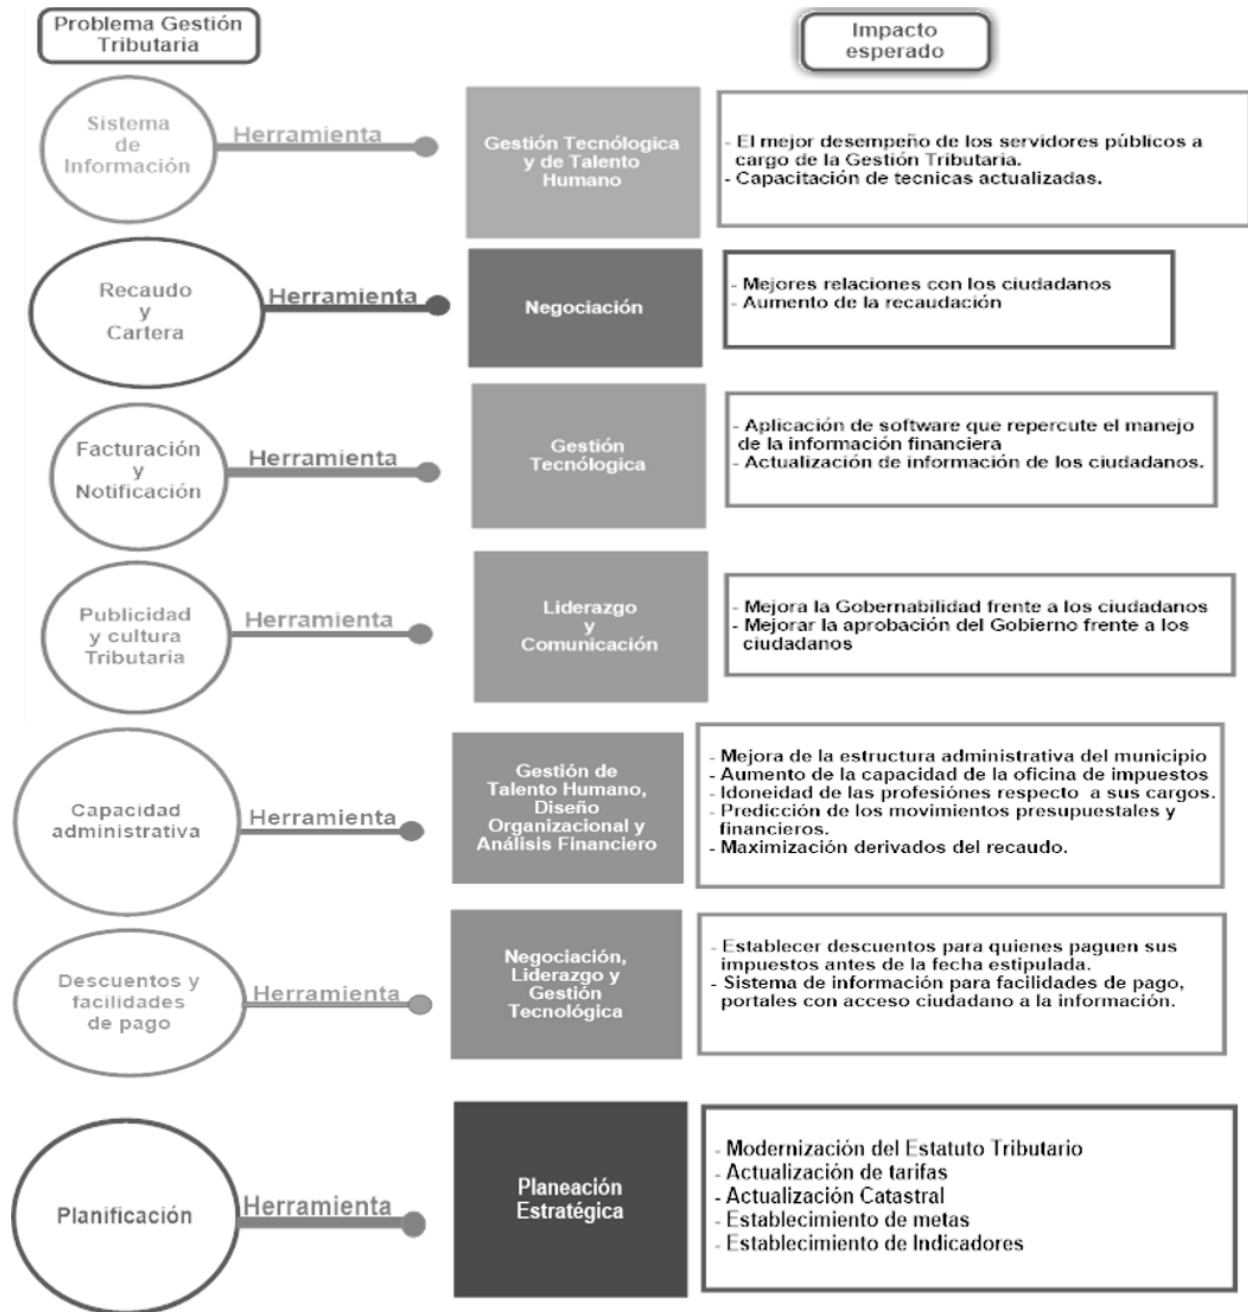 Problema Gestión
Tributaria
Impacto
esperado
Sistema
de
Información
Herramienta
Gestión Tecnólogica
y de Talento
Humano
- El mejor desempeño de los servidores públicos a
cargo de la Gestión Tributaria.
- Capacitación de tecnicas actualizadas.
Recaudo
y
Cartera
Herramienta
Negociación
- Mejores relaciones con los ciudadanos
- Aumento de la recaudación
Facturación
y
Notificación
Herramienta
Gestión
Tecnólogica
- Aplicación de software que repercute el manejo
de la información financiera
- Actualización de información de los ciudadanos.
Publicidad
y cultura
Tributaria
Herramienta
Liderazgo
y
Comunicación
- Mejora la Gobernabilidad frente a los ciudadanos
- Mejorar la aprobación del Gobierno frente a los
ciudadanos
Capacidad
administrativa
Herramienta
Gestión de
Talento Humano,
Diseño
Organizacional y
Análisis Financiero
- Mejora de la estructura administrativa del municipio
- Aumento de la capacidad de la oficina de impuestos
- Idoneidad de las profesiónes respecto a sus cargos.
- Predicción de los movimientos presupuestales y
financieros.
- Maximización derivados del recaudo.
Descuentos y
facilidades
de pago
Herramienta
Negociación,
Liderazgo y
Gestión
Tecnológica
- Establecer descuentos para quienes paguen sus
impuestos antes de la fecha estipulada.
- Sistema de información para facilidades de pago,
portales con acceso ciudadano a la información.
Planificación
Herramienta
Planeación
Estratégica
- Modernización del Estatuto Tributario
- Actualización de tarifas
- Actualización Catastral
- Establecimiento de metas
- Establecimiento de Indicadores